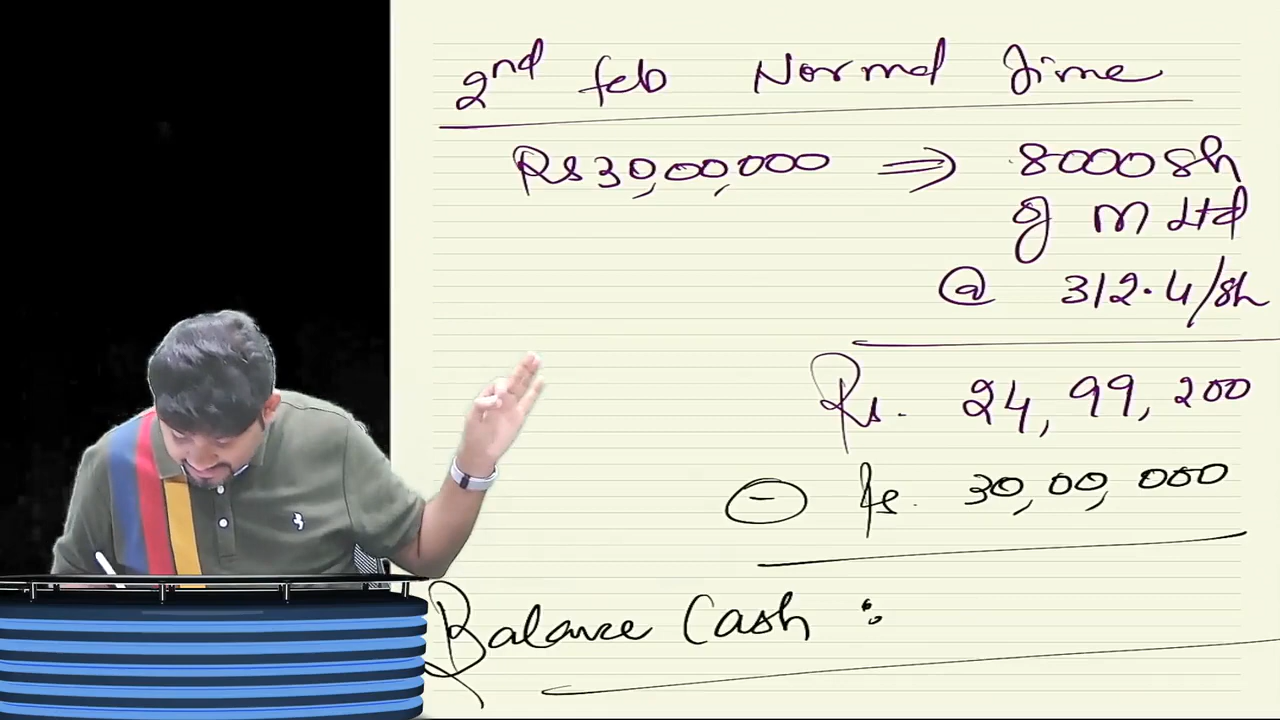 2nd feb Normal Time
Rs 30,00,000 ⇒ 8000 sh
of M Ltd
@ 312.4/sh
Rs. 24,99,200
⊖ Rs. 30,00,000
Balance Cash :